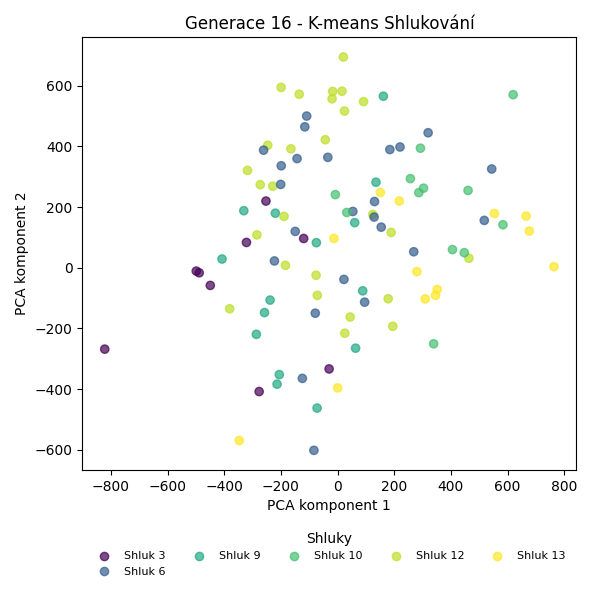 Generace 16 - K-means Shlukování
PCA komponent 2
600
400
200
0
−200
−400
−600
−800 −600 −400 −200 0 200 400 600 800
PCA komponent 1
Shluky
Shluk 3 Shluk 9 Shluk 10 Shluk 12 Shluk 13
Shluk 6